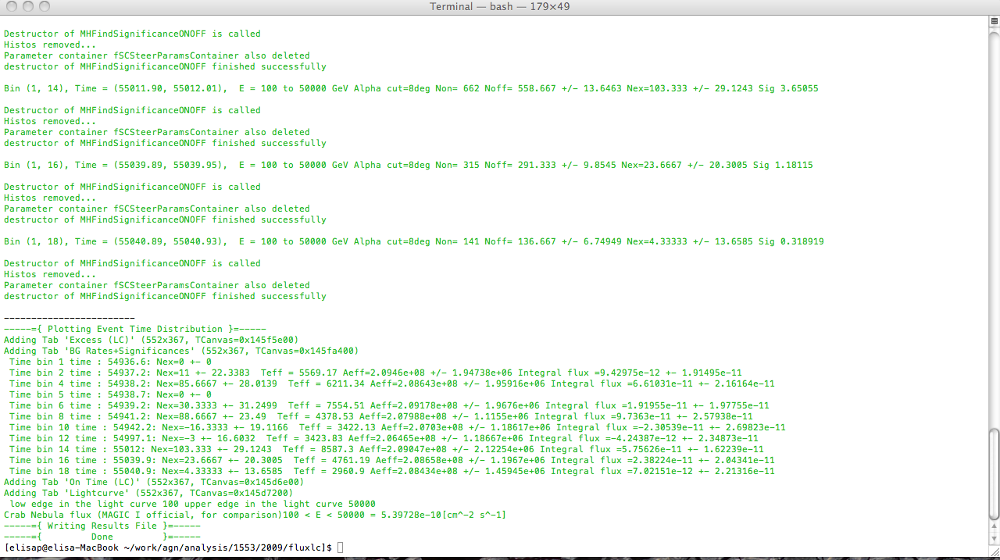 Terminal — bash — 179×49
Destructor of MHFindSignificanceONOFF is called
Histos removed...
Parameter container fSCSteerParamsContainer also deleted
destructor of MHFindSignificanceONOFF finished successfully
Bin (1, 14), Time = (55011.90, 55012.01),  E = 100 to 50000 GeV Alpha cut=8deg Non= 662 Noff= 558.667 +/- 13.6463 Nex=103.333 +/- 29.1243 Sig 3.65055
Destructor of MHFindSignificanceONOFF is called
Histos removed...
Parameter container fSCSteerParamsContainer also deleted
destructor of MHFindSignificanceONOFF finished successfully
Bin (1, 16), Time = (55039.89, 55039.95),  E = 100 to 50000 GeV Alpha cut=8deg Non= 315 Noff= 291.333 +/- 9.8545 Nex=23.6667 +/- 20.3005 Sig 1.18115
Destructor of MHFindSignificanceONOFF is called
Histos removed...
Parameter container fSCSteerParamsContainer also deleted
destructor of MHFindSignificanceONOFF finished successfully
Bin (1, 18), Time = (55040.89, 55040.93),  E = 100 to 50000 GeV Alpha cut=8deg Non= 141 Noff= 136.667 +/- 6.74949 Nex=4.33333 +/- 13.6585 Sig 0.318919
Destructor of MHFindSignificanceONOFF is called
Histos removed...
Parameter container fSCSteerParamsContainer also deleted
destructor of MHFindSignificanceONOFF finished successfully
------------------------
-----={ Plotting Event Time Distribution }=-----
Adding Tab 'Excess (LC)' (552x367, TCanvas=0x145f5e00)
Adding Tab 'BG Rates+Significances' (552x367, TCanvas=0x145fa400)
Time bin 1 time : 54936.6: Nex=0 +- 0
Time bin 2 time : 54937.2: Nex=11 +- 22.3383  Teff = 5569.17 Aeff=2.0946e+08 +/- 1.94738e+06 Integral flux =9.42975e-12 +- 1.91495e-11
Time bin 4 time : 54938.2: Nex=85.6667 +- 28.0139  Teff = 6211.34 Aeff=2.08643e+08 +/- 1.95916e+06 Integral flux =6.61031e-11 +- 2.16164e-11
Time bin 5 time : 54938.7: Nex=0 +- 0
Time bin 6 time : 54939.2: Nex=30.3333 +- 31.2499  Teff = 7554.51 Aeff=2.09178e+08 +/- 1.9676e+06 Integral flux =1.91955e-11 +- 1.97755e-11
Time bin 8 time : 54941.2: Nex=88.6667 +- 23.49  Teff = 4378.53 Aeff=2.07988e+08 +/- 1.1155e+06 Integral flux =9.7363e-11 +- 2.57938e-11
Time bin 10 time : 54942.2: Nex=-16.3333 +- 19.1166  Teff = 3422.13 Aeff=2.0703e+08 +/- 1.18617e+06 Integral flux =-2.30539e-11 +- 2.69823e-11
Time bin 12 time : 54997.1: Nex=-3 +- 16.6032  Teff = 3423.83 Aeff=2.06465e+08 +/- 1.18667e+06 Integral flux =-4.24387e-12 +- 2.34873e-11
Time bin 14 time : 55012: Nex=103.333 +- 29.1243  Teff = 8587.3 Aeff=2.09047e+08 +/- 2.12254e+06 Integral flux =5.75626e-11 +- 1.62239e-11
Time bin 16 time : 55039.9: Nex=23.6667 +- 20.3005  Teff = 4761.19 Aeff=2.08658e+08 +/- 1.1967e+06 Integral flux =2.38224e-11 +- 2.04341e-11
Time bin 18 time : 55040.9: Nex=4.33333 +- 13.6585  Teff = 2960.9 Aeff=2.08434e+08 +/- 1.45945e+06 Integral flux =7.02151e-12 +- 2.21316e-11
Adding Tab 'On Time (LC)' (552x367, TCanvas=0x145d6e00)
Adding Tab 'Lightcurve' (552x367, TCanvas=0x145d7200)
low edge in the light curve 100 upper edge in the light curve 50000
Crab Nebula flux (MAGIC I official, for comparison)100 < E < 50000 = 5.39728e-10[cm^-2 s^-1]
-----={ Writing Results File }=-----
-----={         Done         }=-----
[elisap@elisa-MacBook ~/work/agn/analysis/1553/2009/fluxlc]$